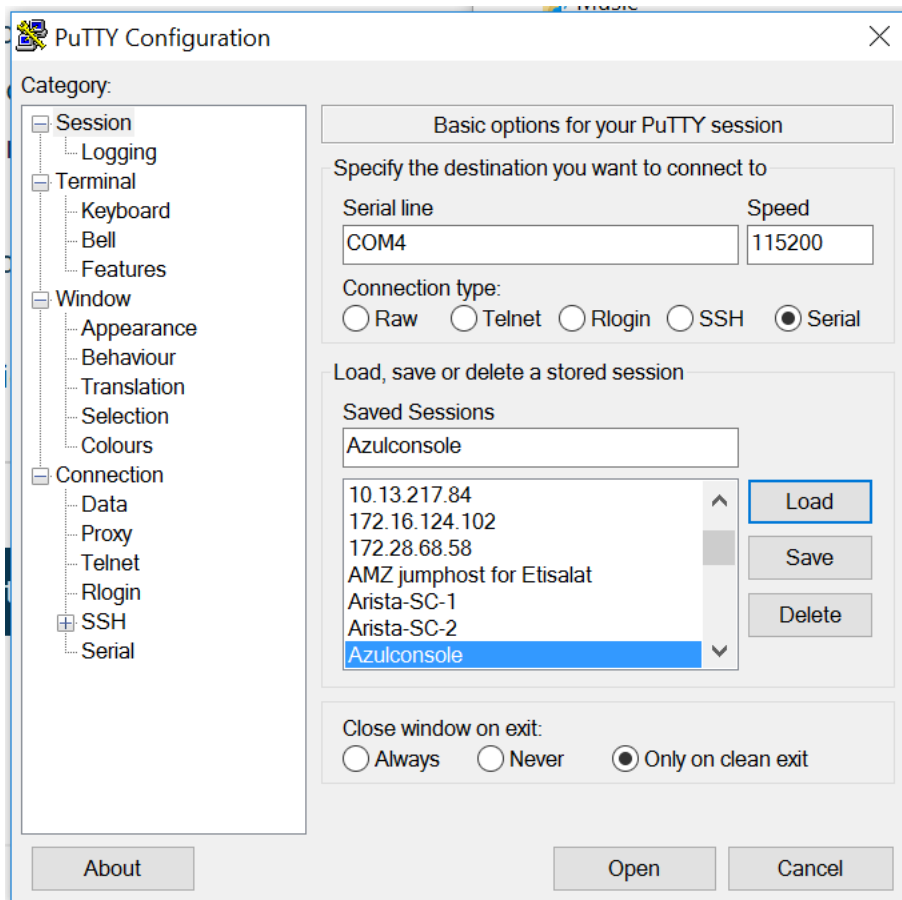 Music
PuTTY Configuration
Category:
Session
Logging
Terminal
Keyboard
Bell
Features
Window
Appearance
Behaviour
Translation
Selection
Colours
Connection
Data
Proxy
Telnet
Rlogin
SSH
Serial
Basic options for your PuTTY session
Specify the destination you want to connect to
Serial line Speed
COM4 115200
Connection type:
Raw Telnet Rlogin SSH Serial
Load, save or delete a stored session
Saved Sessions
Azulconsole
10.13.217.84
172.16.124.102
172.28.68.58
AMZ jumphost for Etisalat
Arista-SC-1
Arista-SC-2
Azulconsole
Load
Save
Delete
Close window on exit:
Always Never Only on clean exit
About Open Cancel